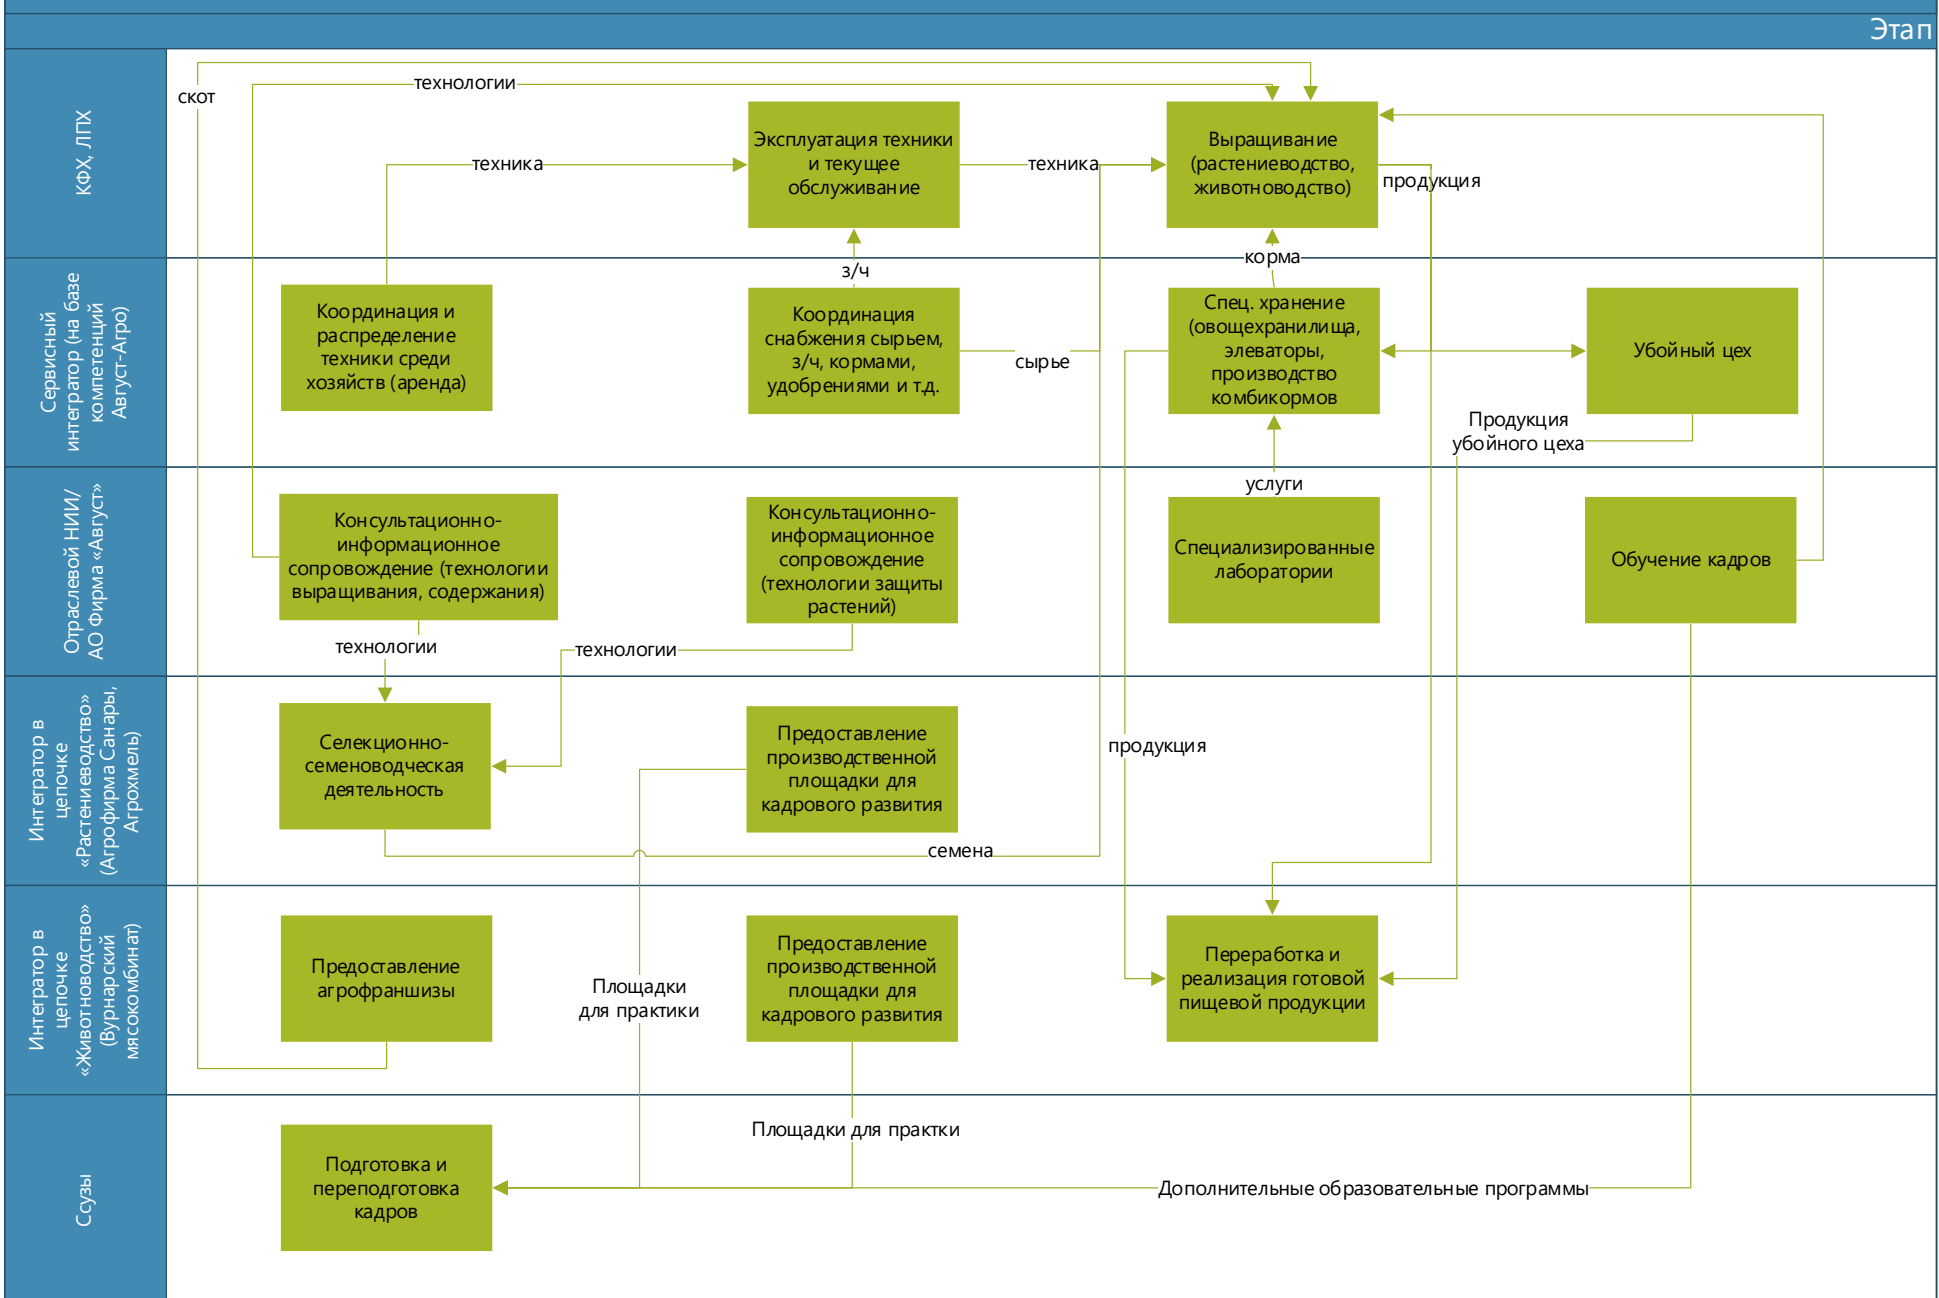 Этап
КФХ, ЛПХ
скот
технологии
техника
Эксплуатация техники
и текущее
обслуживание
техника
Выращивание
(растениеводство,
животноводство)
продукция
Сервисный
интегратор (на базе
компетенций
Август-Агро)
Координация и
распределение
техники среди
хозяйств (аренда)
з/ч
Координация
снабжения сырьем,
з/ч, кормами,
удобрениями и т.д.
сырье
корма
Спец. хранение
(овощехранилища,
элеваторы,
производство
комбикормов
Убойный цех
Продукция
убойного цеха
Отраслевой НИИ/
АО Фирма «Август»
Консультационно-
информационное
сопровождение (технологии
выращивания, содержания)
технологии
Консультационно-
информационное
сопровождение
(технологии защиты
растений)
технологии
услуги
Специализированные
лаборатории
Обучение кадров
Интегратор в
цепочке
«Растениеводство»
(Агрофирма Санары,
Агрохмель)
Селекционно-
семеноводческая
деятельность
Предоставление
производственной
площадки для
кадрового развития
продукция
семена
Интегратор в
цепочке
«Животноводство»
(Вурнарский
мясокомбинат)
Предоставление
агрофраншизы
Площадки
для практики
Предоставление
производственной
площадки для
кадрового развития
Переработка и
реализация готовой
пищевой продукции
Ссузы
Подготовка и
переподготовка
кадров
Площадки для практки
Дополнительные образовательные программы